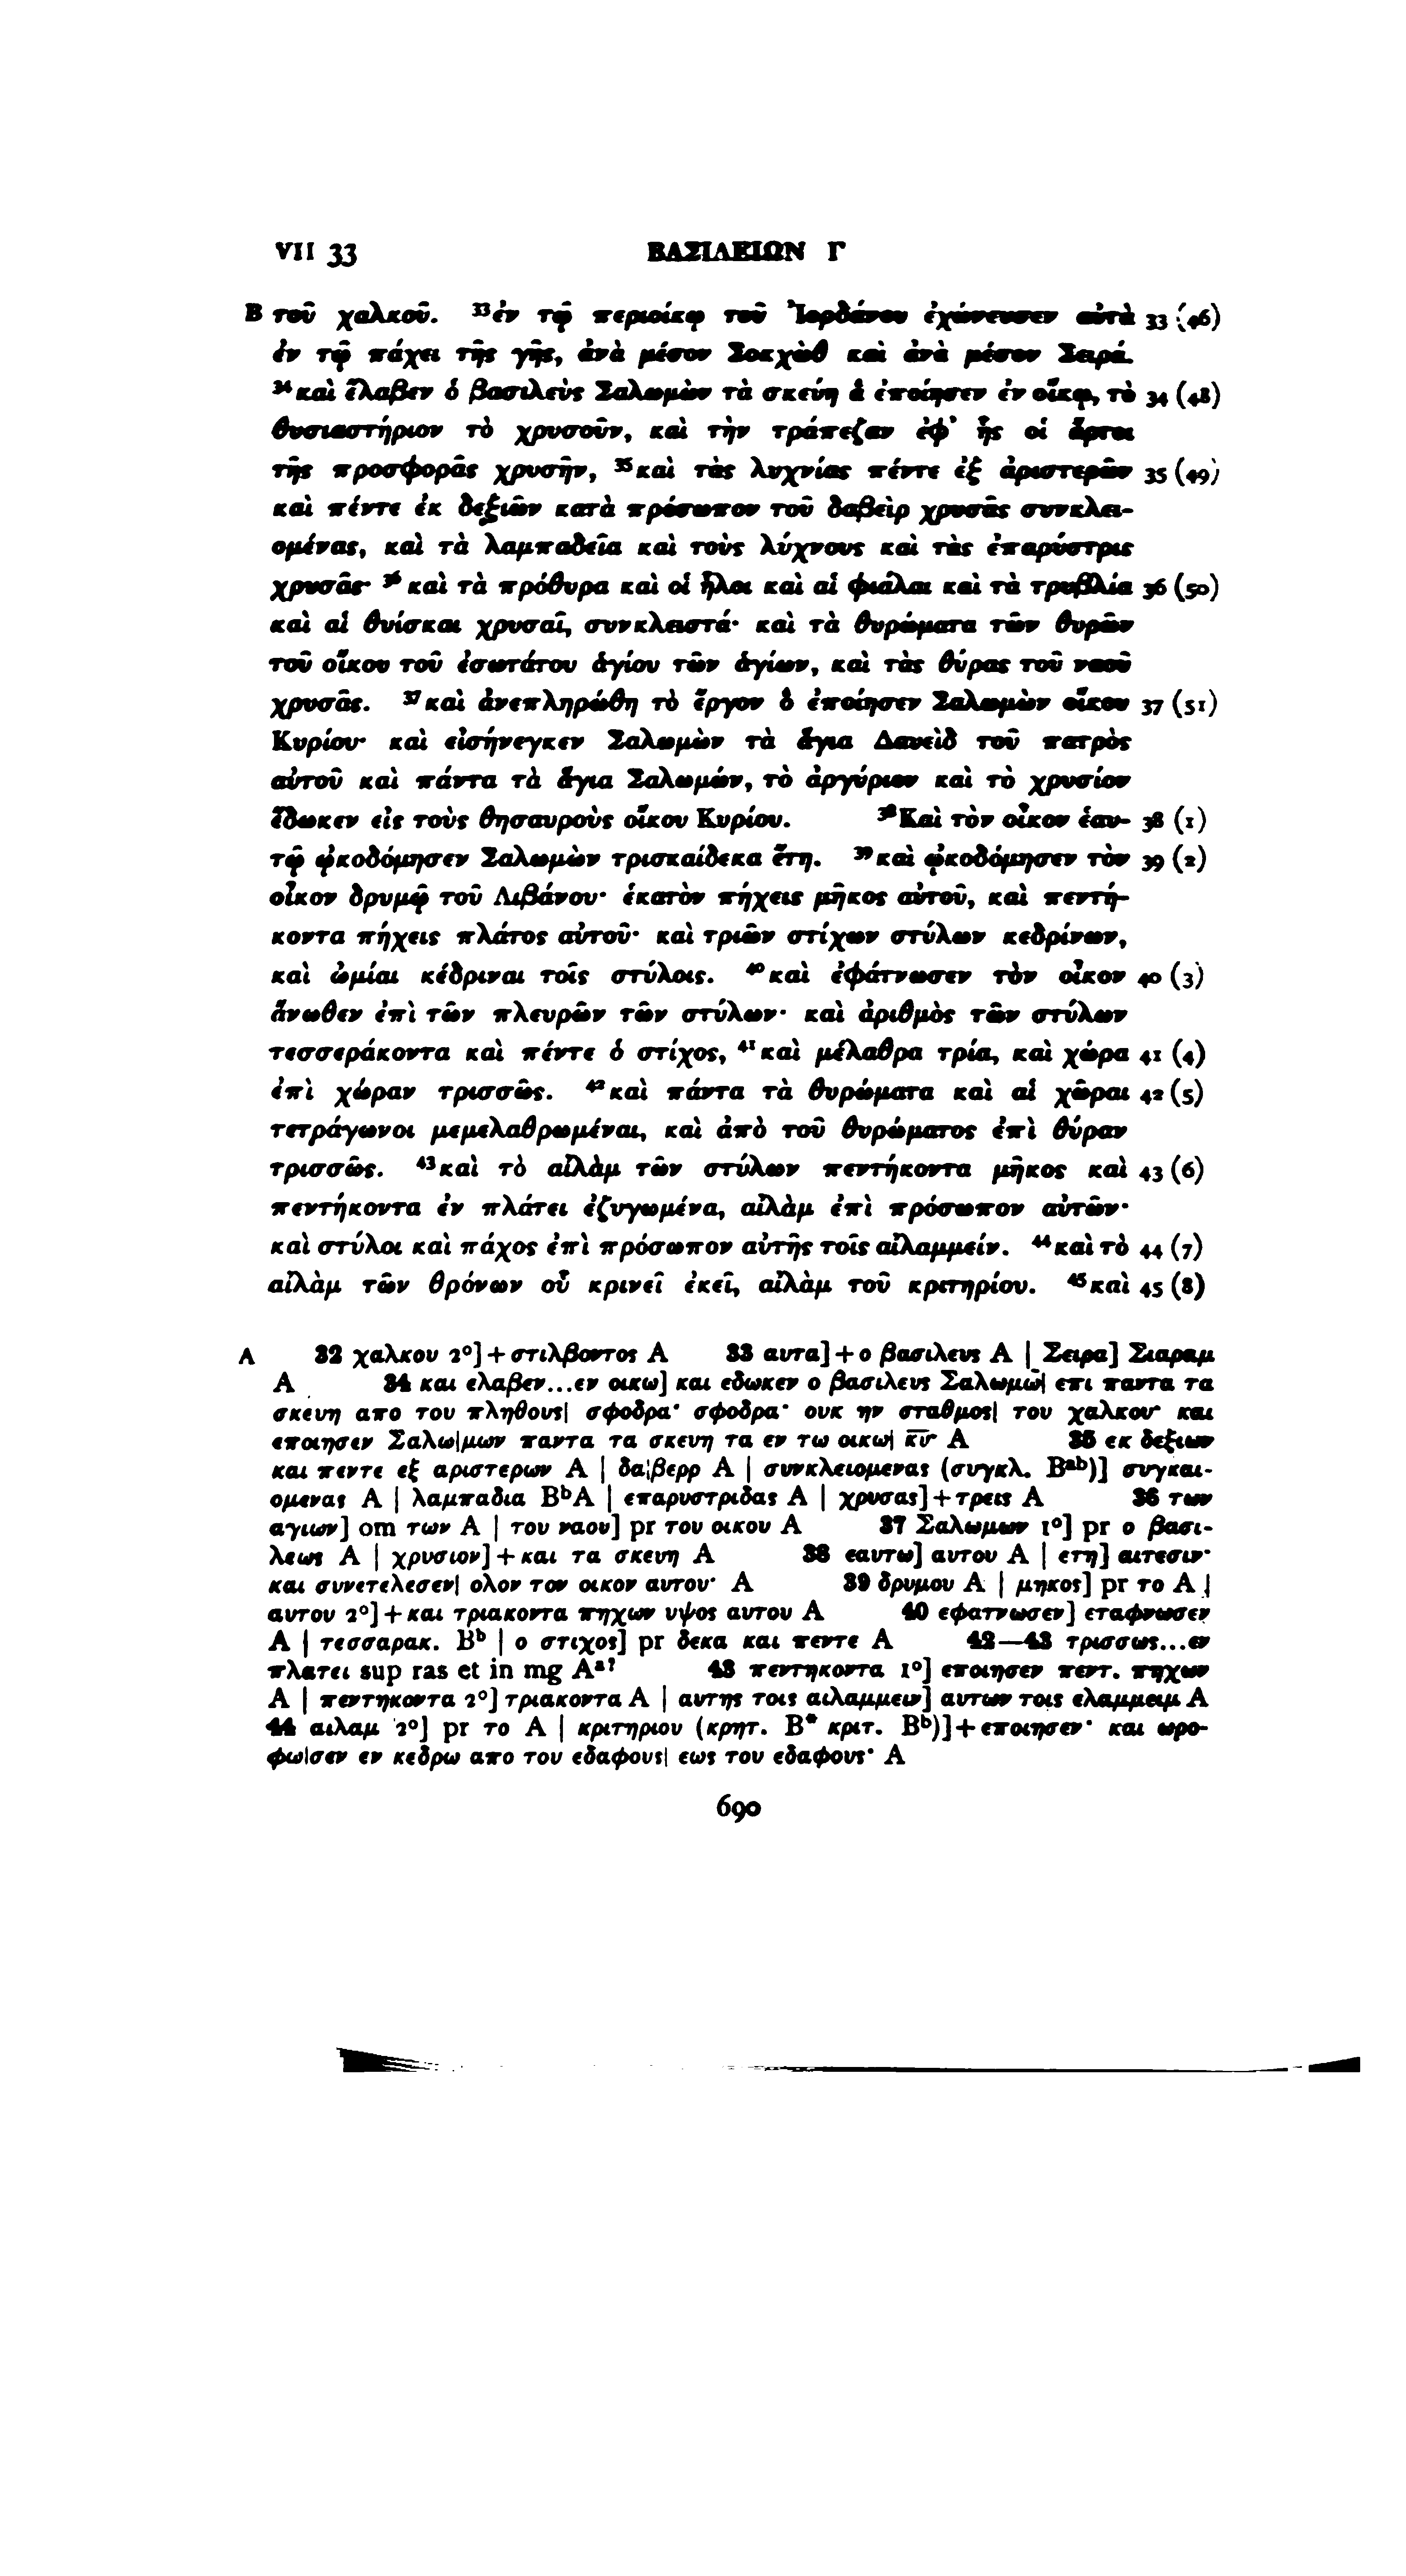 VII 33 ΒΑΣΙΛΕΙΩΝ Γ
B τοῦ χαλκοῦ. ³³ἐν τῷ περιοίκῳ τοῦ Ἰορδάνου ἐχώνευσεν αὐτὰ 33 (46)
ἐν τῷ πάχει τῆς γῆς, ἀνὰ μέσον Σοκχὼθ καὶ ἀνὰ μέσον Σειρά.
³⁴καὶ ἔλαβεν ὁ βασιλεὺς Σαλωμὼν τὰ σκεύη ἃ ἐποίησεν ἐν οἴκῳ, τὸ 34 (48)
θυσιαστήριον τὸ χρυσοῦν, καὶ τὴν τράπεζαν ἐφ᾽ ἧς οἱ ἄρτοι
τῆς προσφορᾶς χρυσῆν, ³⁵καὶ τὰς λυχνίας πέντε ἐξ ἀριστερῶν 35 (49)
καὶ πέντε ἐκ δεξιῶν κατὰ πρόσωπον τοῦ δαβεὶρ χρυσᾶς συνκλει-
ομένας, καὶ τὰ λαμπαδεῖα καὶ τοὺς λύχνους καὶ τὰς ἐπαρύστρις
χρυσᾶς· ³⁶καὶ τὰ πρόθυρα καὶ οἱ ἧλοι καὶ αἱ φιάλαι καὶ τὰ τρυβλία 36 (50)
καὶ αἱ θυίσκαι χρυσαῖ, συνκλειστά· καὶ τὰ θυρώματα τῶν θυρῶν
τοῦ οἴκου τοῦ ἐσωτάτου ἁγίου τῶν ἁγίων, καὶ τὰς θύρας τοῦ ναοῦ
χρυσᾶς. ³⁷καὶ ἀνεπληρώθη τὸ ἔργον ὃ ἐποίησεν Σαλωμὼν οἴκου 37 (51)
Κυρίου· καὶ εἰσήνεγκεν Σαλωμὼν τὰ ἅγια Δαυεὶδ τοῦ πατρὸς
αὐτοῦ καὶ πάντα τὰ ἅγια Σαλωμών, τὸ ἀργύριον καὶ τὸ χρυσίον
ἔδωκεν εἰς τοὺς θησαυροὺς οἴκου Κυρίου. ³⁸Καὶ τὸν οἶκον ἑαυ- 38 (1)
τῷ ᾠκοδόμησεν Σαλωμὼν τρισκαίδεκα ἔτη. ³⁹καὶ ᾠκοδόμησεν τὸν 39 (2)
οἶκον δρυμῷ τοῦ Λιβάνου· ἑκατὸν πήχεις μῆκος αὐτοῦ, καὶ πεντή-
κοντα πήχεις πλάτος αὐτοῦ· καὶ τριῶν στίχων στύλων κεδρίνων,
καὶ ὠμίαι κέδριναι τοῖς στύλοις. ⁴⁰καὶ ἐφάτνωσεν τὸν οἶκον 40 (3)
ἄνωθεν ἐπὶ τῶν πλευρῶν τῶν στύλων· καὶ ἀριθμὸς τῶν στύλων
τεσσεράκοντα καὶ πέντε ὁ στίχος, ⁴¹καὶ μέλαθρα τρία, καὶ χώρα 41 (4)
ἐπὶ χώραν τρισσῶς. ⁴²καὶ πάντα τὰ θυρώματα καὶ αἱ χῶραι 42 (5)
τετράγωνοι μεμελαθρωμέναι, καὶ ἀπὸ τοῦ θυρώματος ἐπὶ θύραν
τρισσῶς. ⁴³καὶ τὸ αἰλὰμ τῶν στύλων πεντήκοντα μῆκος καὶ 43 (6)
πεντήκοντα ἐν πλάτει ἐζυγωμένα, αἰλὰμ ἐπὶ πρόσωπον αὐτῶν·
καὶ στύλοι καὶ πάχος ἐπὶ πρόσωπον αὐτῆς τοῖς αἰλαμμείν. ⁴⁴καὶ τὸ 44 (7)
αἰλὰμ τῶν θρόνων οὗ κρινεῖ ἐκεῖ, αἰλὰμ τοῦ κριτηρίου. ⁴⁵καὶ 45 (8)
A 32 χαλκου 2°] + στιλβοντος A 33 αυτα] + ο βασιλευς A | Σειρα] Σιαραμ
A 34 και ελαβεν...εν οικω] και εδωκεν ο βασιλευς Σαλωμω̄| επι παντα τα
σκευη απο του πληθους| σφοδρα· σφοδρα· ουκ ην σταθμος| του χαλκου· και
εποιησεν Σαλω|μων παντα τα σκευη τα εν τω οικω| κ̅υ̅· A 35 εκ δεξιων
και πεντε εξ αριστερων A | δα|βερρ A | συνκλειομενας (συγκλ. Bᵃᵇ)] συγκαι-
ομενας A | λαμπαδια BᵇA | επαρυστριδας A | χρυσας] + τρεις A 36 των
αγιων] om των A | του ναου] pr του οικου A 37 Σαλωμων 1°] pr ο βασι-
λεως A | χρυσιον] + και τα σκευη A 38 εαυτω] αυτου A | ετη] αιτεσιν·
και συνετελεσεν| ολον τον οικον αυτου· A 39 δρυμου A | μηκος] pr το A |
αυτου 2°] + και τριακοντα πηχων υψος αυτου A 40 εφατνωσεν] εταφνωσεν
A | τεσσαρακ. Bᵇ | ο στιχος] pr δεκα και πεντε A 42—43 τρισσως...εν
πλατει sup ras et in mg Aᵃ? 43 πεντηκοντα 1°] εποιησεν πεντ. πηχων
A | πεντηκοντα 2°] τριακοντα A | αυτης τοις αιλαμμειν] αυτων τοις ελαμμειμ A
44 αιλαμ 2°] pr το A | κριτηριου (κρητ. B* κριτ. Bᵇ)] + εποιησεν· και ωρο-
φω|σεν εν κεδρω απο του εδαφους| εως του εδαφους· A
690